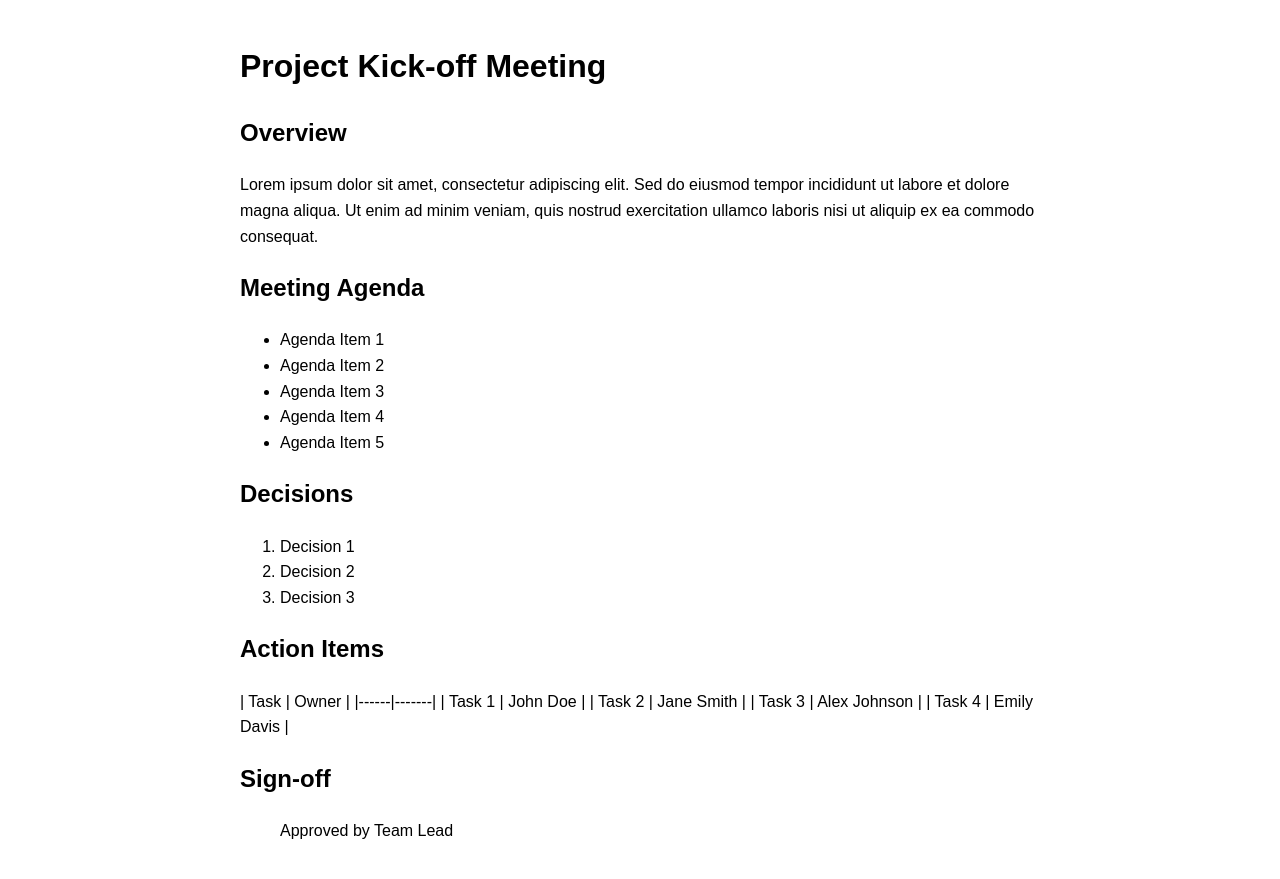 Project Kick-off Meeting
Overview
Lorem ipsum dolor sit amet, consectetur adipiscing elit. Sed do eiusmod tempor incididunt ut labore et dolore
magna aliqua. Ut enim ad minim veniam, quis nostrud exercitation ullamco laboris nisi ut aliquip ex ea commodo
consequat.
Meeting Agenda
• Agenda Item 1
• Agenda Item 2
• Agenda Item 3
• Agenda Item 4
• Agenda Item 5
Decisions
1. Decision 1
2. Decision 2
3. Decision 3
Action Items
| Task | Owner | |------|-------| | Task 1 | John Doe | | Task 2 | Jane Smith | | Task 3 | Alex Johnson | | Task 4 | Emily
Davis |
Sign-off
Approved by Team Lead